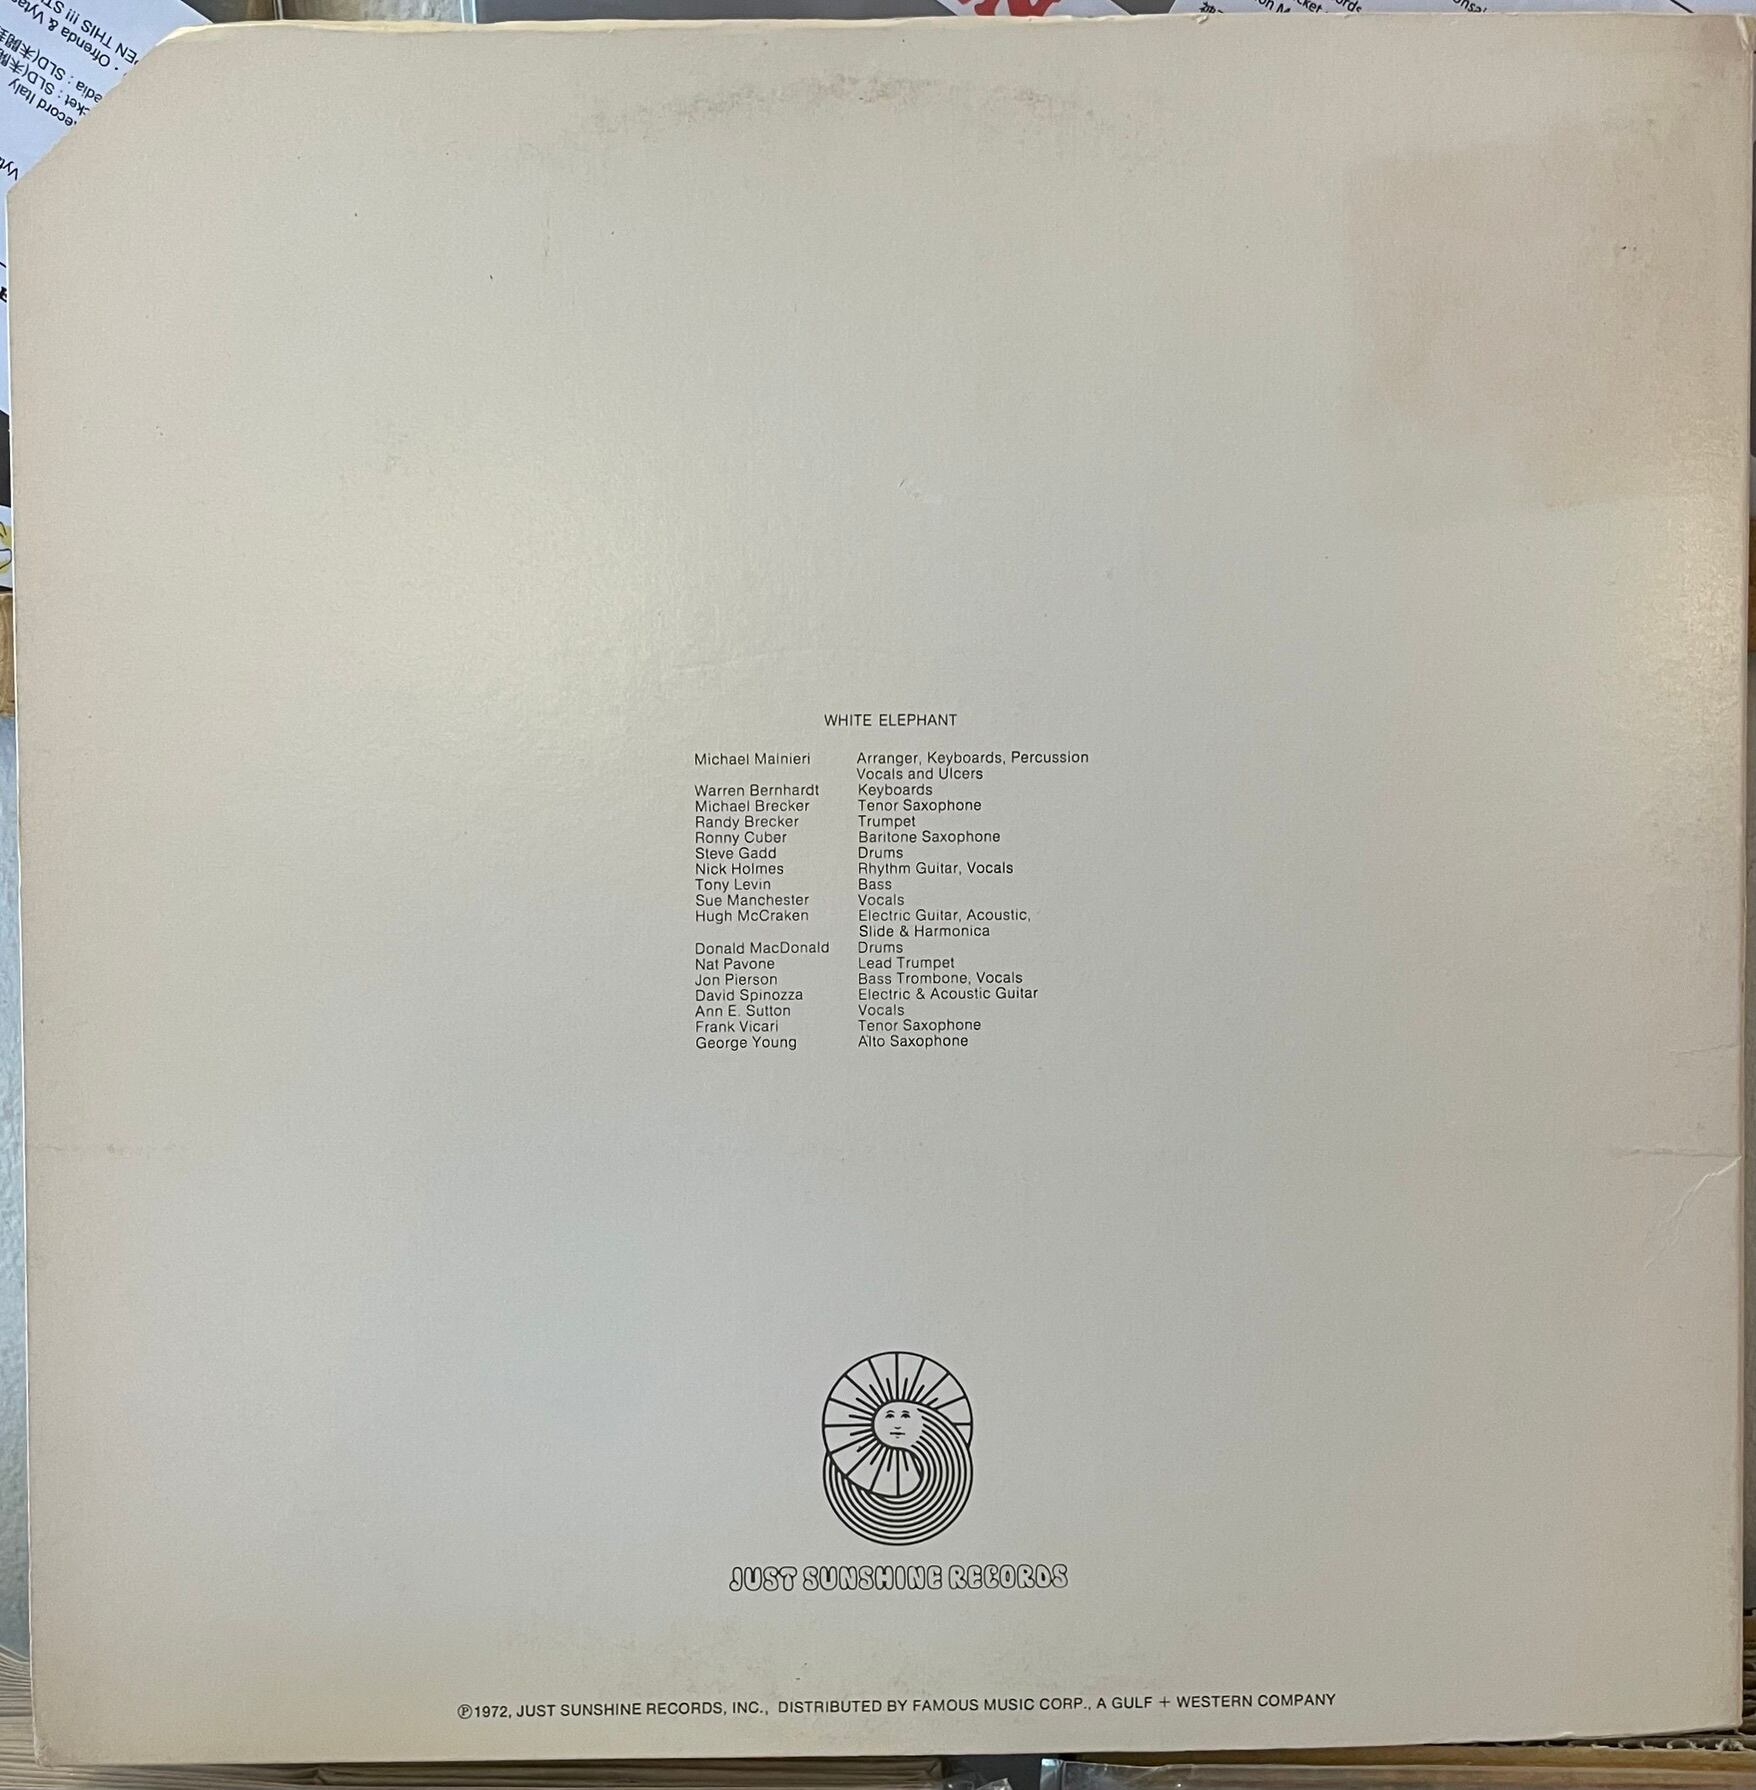 WHITE ELEPHANT
Michael Malnieri Arranger, Keyboards, Percussion
Vocals and Ulcers
Warren Bernhardt Keyboards
Michael Brecker Tenor Saxophone
Randy Brecker Trumpet
Ronny Cuber Baritone Saxophone
Steve Gadd Drums
Nick Holmes Rhythm Guitar, Vocals
Tony Levin Bass
Sue Manchester Vocals
Hugh McCraken Electric Guitar, Acoustic,
Slide & Harmonica
Donald MacDonald Drums
Nat Pavone Lead Trumpet
Jon Pierson Bass Trombone, Vocals
David Spinozza Electric & Acoustic Guitar
Ann E. Sutton Vocals
Frank Vicari Tenor Saxophone
George Young Alto Saxophone
JUST SUNSHINE RECORDS
℗1972, JUST SUNSHINE RECORDS, INC., DISTRIBUTED BY FAMOUS MUSIC CORP., A GULF + WESTERN COMPANY